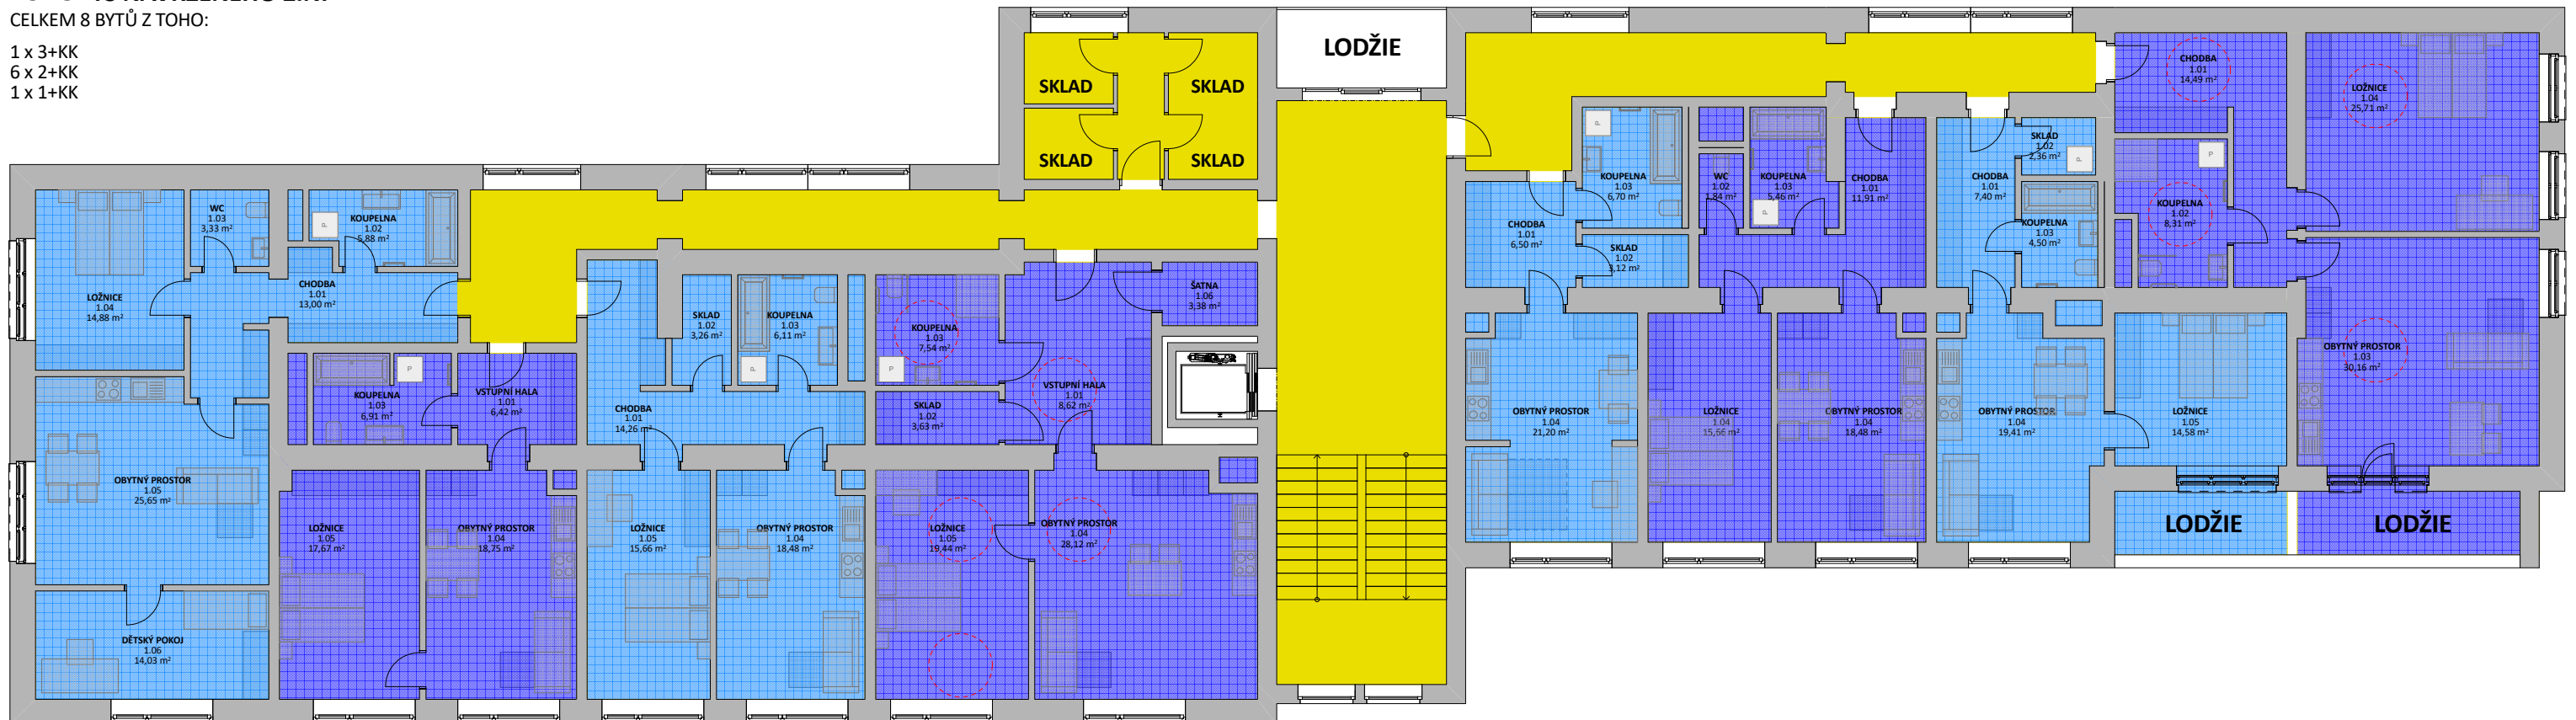 CELKEM 8 BYTŮ Z TOHO:
1 x 3+KK
6 x 2+KK
1 x 1+KK
LOŽNICE
1.04
14,88 m²
WC
1.03
3,33 m²
KOUPELNA
1.02
5,88 m²
CHODBA
1.01
13,00 m²
OBYTNÝ PROSTOR
1.05
25,65 m²
DĚTSKÝ POKOJ
1.06
14,03 m²
KOUPELNA
1.03
6,91 m²
VSTUPNÍ HALA
1.01
6,42 m²
LOŽNICE
1.05
17,67 m²
OBYTNÝ PROSTOR
1.04
18,75 m²
CHODBA
1.01
14,26 m²
SKLAD
1.02
3,26 m²
KOUPELNA
1.03
6,11 m²
LOŽNICE
1.05
15,66 m²
OBYTNÝ PROSTOR
1.04
18,48 m²
KOUPELNA
1.03
7,54 m²
SKLAD
1.02
3,63 m²
VSTUPNÍ HALA
1.01
8,62 m²
ŠATNA
1.06
3,38 m²
LOŽNICE
1.05
19,44 m²
OBYTNÝ PROSTOR
1.04
28,12 m²
SKLAD
SKLAD
SKLAD
SKLAD
LODŽIE
CHODBA
1.01
6,50 m²
KOUPELNA
1.03
6,70 m²
SKLAD
1.02
3,12 m²
OBYTNÝ PROSTOR
1.04
21,20 m²
WC
1.02
1,84 m²
KOUPELNA
1.03
5,46 m²
CHODBA
1.01
11,91 m²
LOŽNICE
1.04
15,56 m²
OBYTNÝ PROSTOR
1.04
18,48 m²
CHODBA
1.01
7,40 m²
SKLAD
1.02
2,36 m²
KOUPELNA
1.03
4,50 m²
OBYTNÝ PROSTOR
1.04
19,41 m²
LOŽNICE
1.05
14,58 m²
LODŽIE
CHODBA
1.01
14,49 m²
KOUPELNA
1.02
8,31 m²
LOŽNICE
1.04
25,71 m²
OBYTNÝ PROSTOR
1.03
30,16 m²
LODŽIE